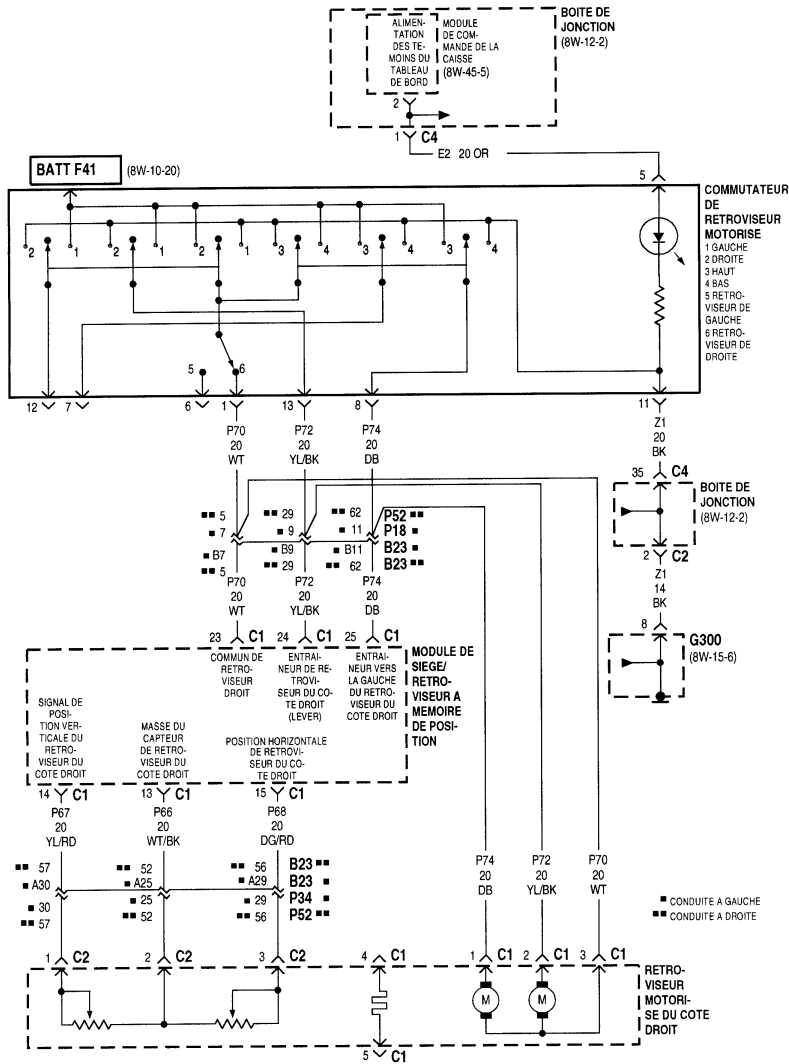 BOITE DE
JONCTION
(8W-12-2)
ALIMEN-
TATION
DES TE-
MOINS DU
TABLEAU
DE BORD
MODULE
DE COM-
MANDE DE LA
CAISSE
(8W-45-5)
2
1 C4
E2 20 OR
BATT F41 (8W-10-20)
5
COMMUTATEUR
DE
RETROVISEUR
MOTORISE
1 GAUCHE
2 DROITE
3 HAUT
4 BAS
5 RETRO-
VISEUR DE
GAUCHE
6 RETRO-
VISEUR DE
DROITE
2 1 2 1 2 1 3 4 3 4 3 4
5 6
12 7 6 1 13 8 11
P70
20
WT
P72
20
YL/BK
P74
20
DB
Z1
20
BK
35 C4
BOITE DE
JONCTION
(8W-12-2)
2 C2
Z1
14
BK
8
G300
(8W-15-6)
■■ 5 ■■ 29 ■■ 62 P52 ■■
■ 7 ■ 9 ■ 11 P18 ■
■ B7 ■ B9 ■ B11 B23 ■
■■ 5 ■■ 29 ■■ 62 B23 ■■
P70
20
WT
P72
20
YL/BK
P74
20
DB
23 C1 24 C1 25 C1
COMMUN DE
RETRO-
VISEUR
DROIT
ENTRAI-
NEUR DE RE-
TROVI-
SEUR DU CO-
TE DROIT
(LEVER)
ENTRAI-
NEUR VERS
LA GAUCHE
DU RETRO-
VISEUR DU
COTE DROIT
MODULE DE
SIEGE/
RETRO-
VISEUR A
MEMOIRE
DE POSI-
TION
SIGNAL DE
POSI-
TION VER-
TICALE DU
RETRO-
VISEUR DU
COTE DROIT
MASSE DU
CAPTEUR
DE RETRO-
VISEUR DU
COTE DROIT
POSITION HORIZONTALE
DE RETROVI-
SEUR DU CO-
TE DROIT
14 C1 13 C1 15 C1
P67
20
YL/RD
P66
20
WT/BK
P68
20
DG/RD
■■ 57 ■■ 52 ■■ 56 B23 ■■
■ A30 ■ A25 ■ A29 B23 ■
■ 30 ■ 25 ■ 29 P34 ■
■■ 57 ■■ 52 ■■ 56 P52 ■■
P74
20
DB
P72
20
YL/BK
P70
20
WT
■ CONDUITE A GAUCHE
■■ CONDUITE A DROITE
1 C2 2 C2 3 C2 4 C1 1 C1 2 C1 3 C1
M M
RETRO-
VISEUR
MOTORI-
SE DU COTE
DROIT
5 C1